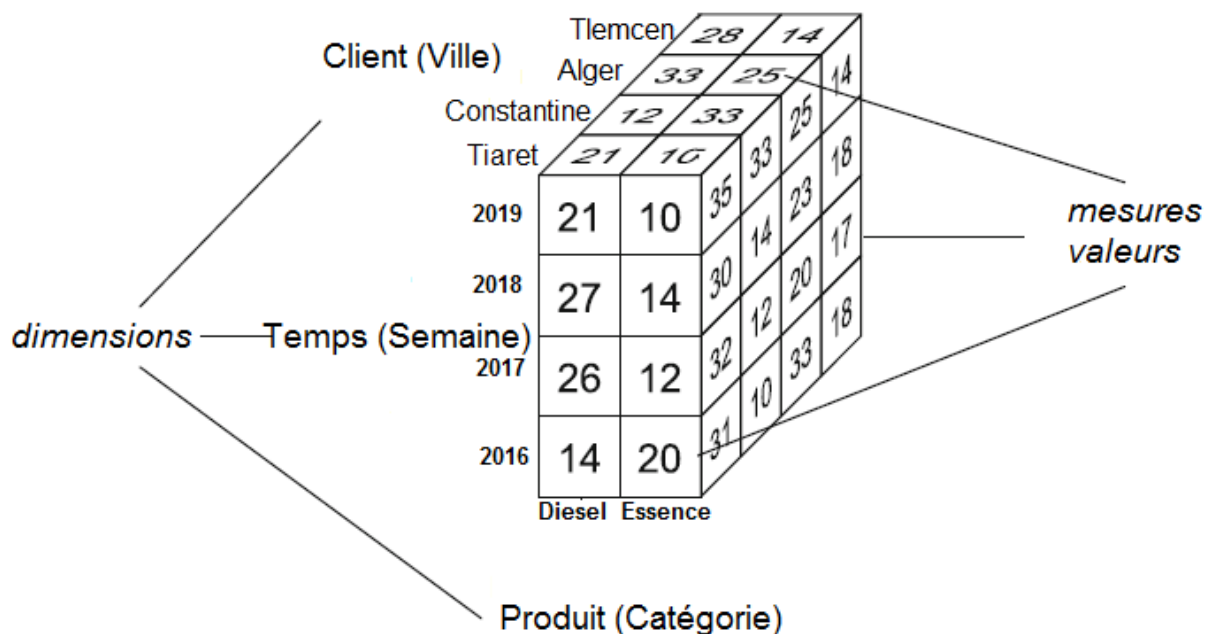 Tlemcen 28 14
Client (Ville)
Alger 33 25 14
Constantine 12 33 25
Tiaret 21 10 33 18
2019 21 10 35 23
mesures
valeurs
2018 27 14 30 14 20 17
dimensions Temps (Semaine)
2017 26 12 32 12 33 18
2016 14 20 31 10
Diesel Essence
Produit (Catégorie)